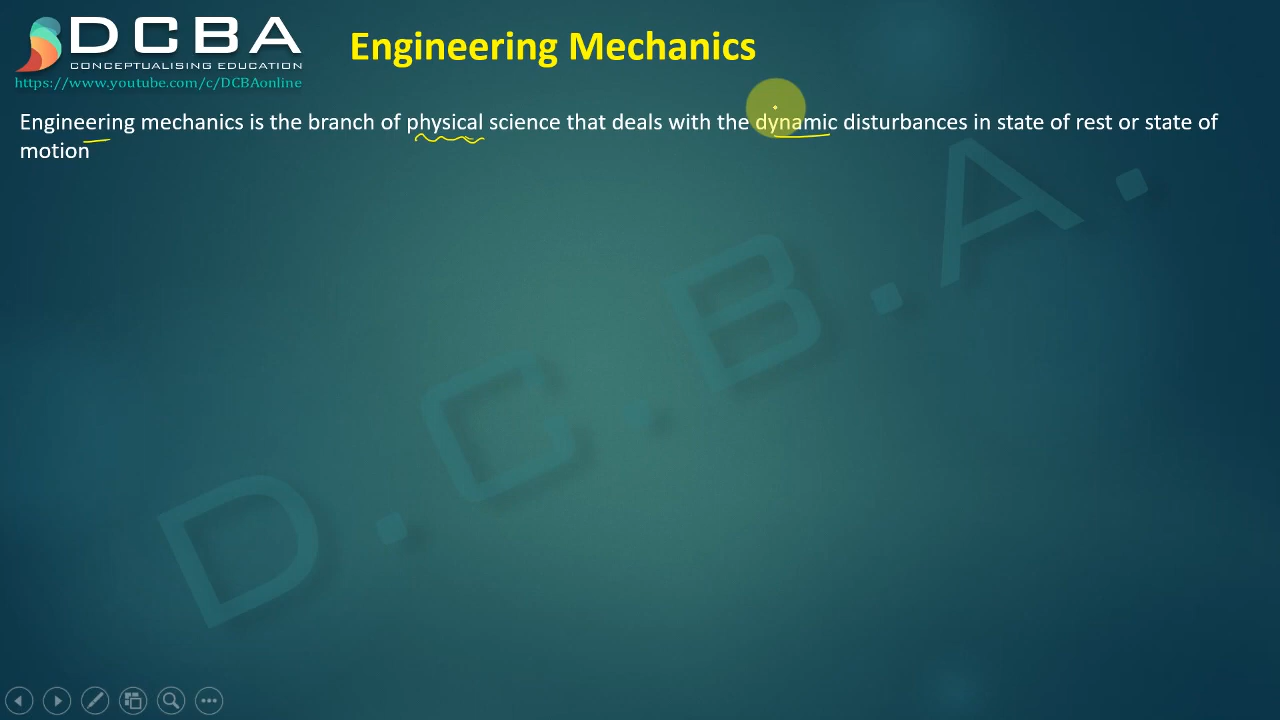 DCBA
CONCEPTUALISING EDUCATION
https://www.youtube.com/c/DCBAonline
Engineering Mechanics
Engineering mechanics is the branch of physical science that deals with the dynamic disturbances in state of rest or state of
motion
D.C.B.A.